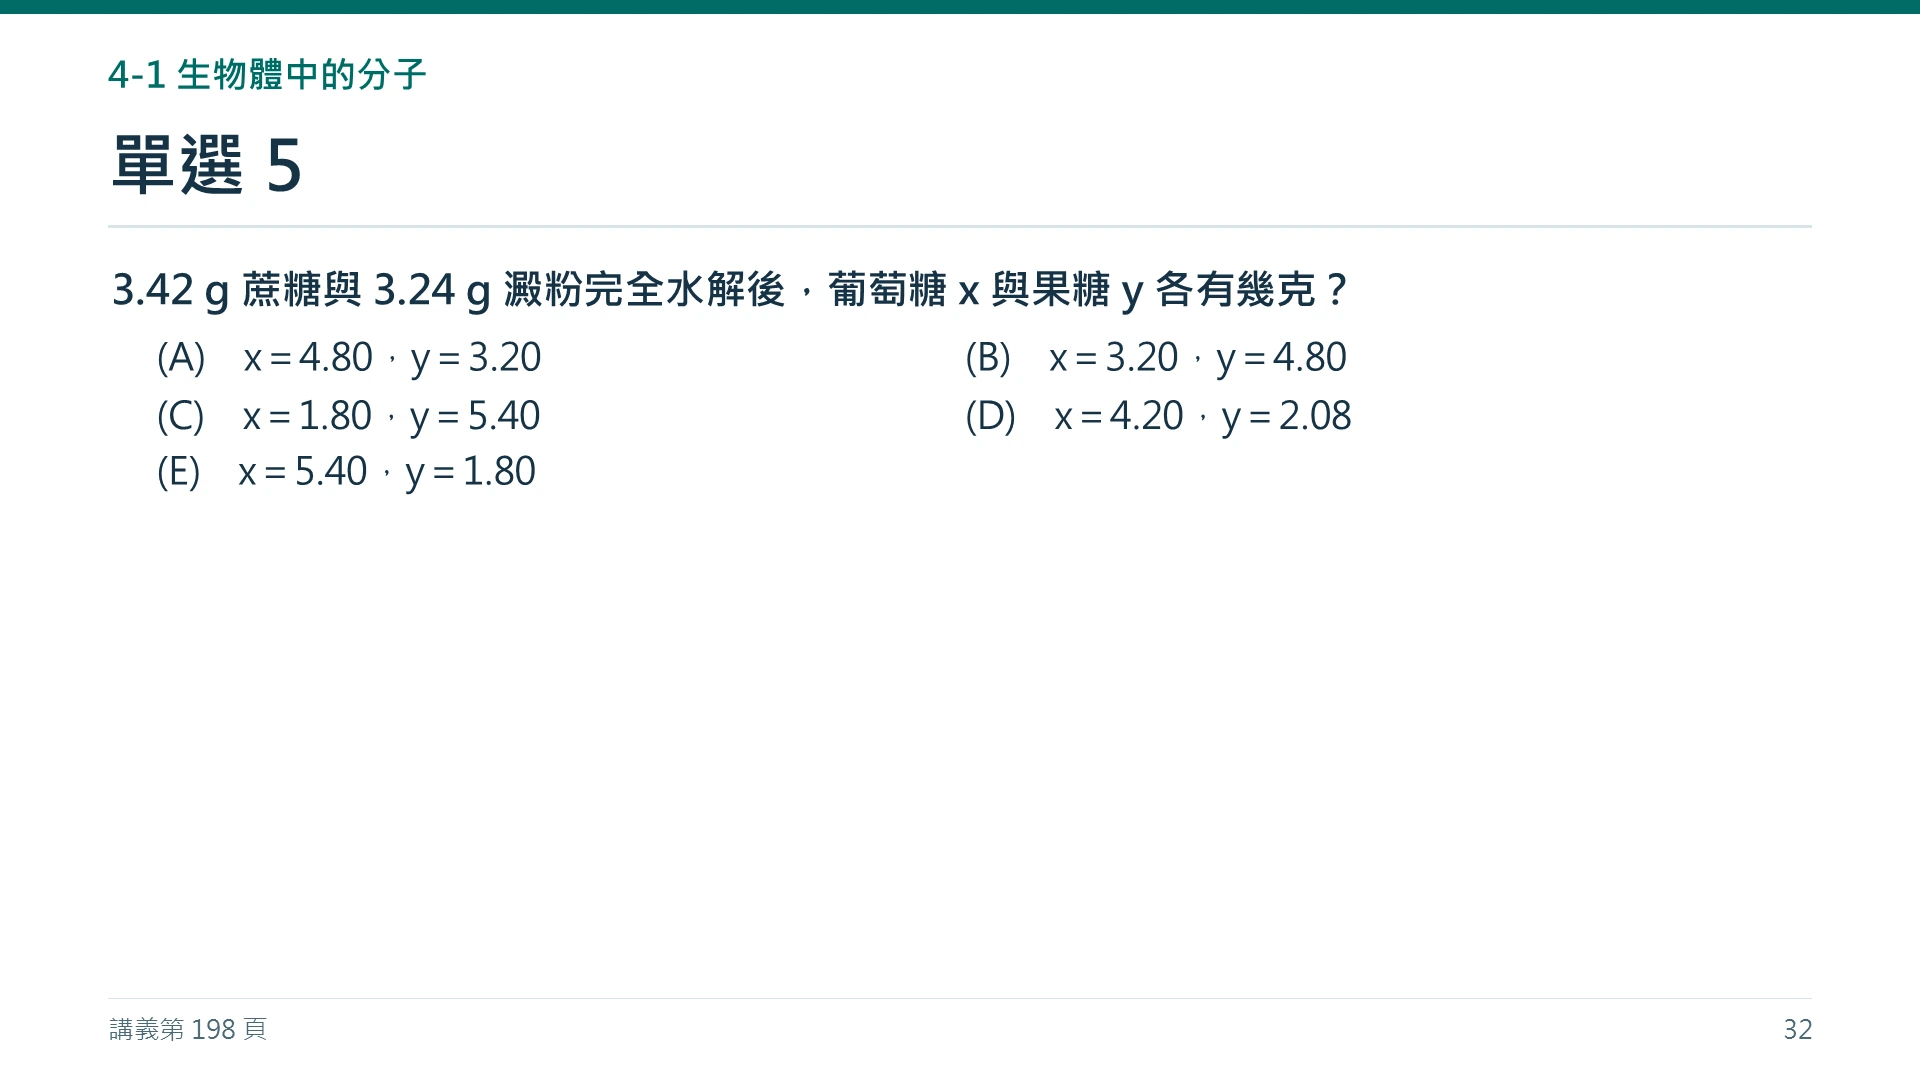 4-1 生物體中的分子
單選 5
3.42 g 蔗糖與 3.24 g 澱粉完全水解後，葡萄糖 x 與果糖 y 各有幾克？
(A) x＝4.80，y＝3.20 (B) x＝3.20，y＝4.80
(C) x＝1.80，y＝5.40 (D) x＝4.20，y＝2.08
(E) x＝5.40，y＝1.80
講義第 198 頁 32